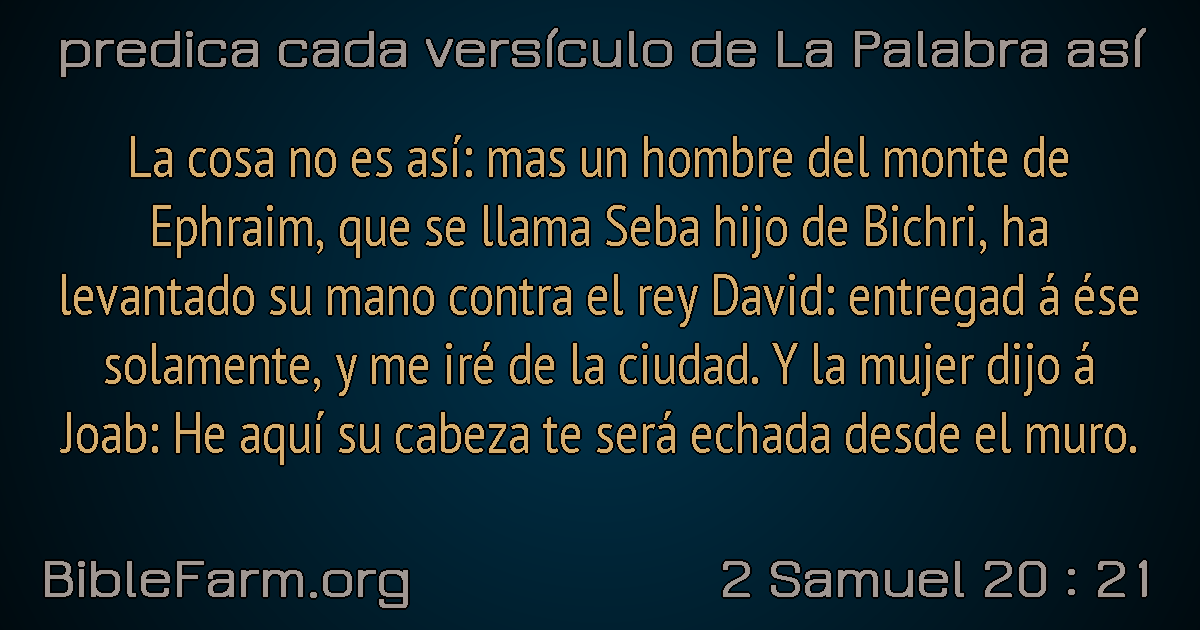 predica cada versículo de La Palabra así
La cosa no es así: mas un hombre del monte de
Ephraim, que se llama Seba hijo de Bichri, ha
levantado su mano contra el rey David: entregad á ése
solamente, y me iré de la ciudad. Y la mujer dijo á
Joab: He aquí su cabeza te será echada desde el muro.
BibleFarm.org
2 Samuel 20 : 21